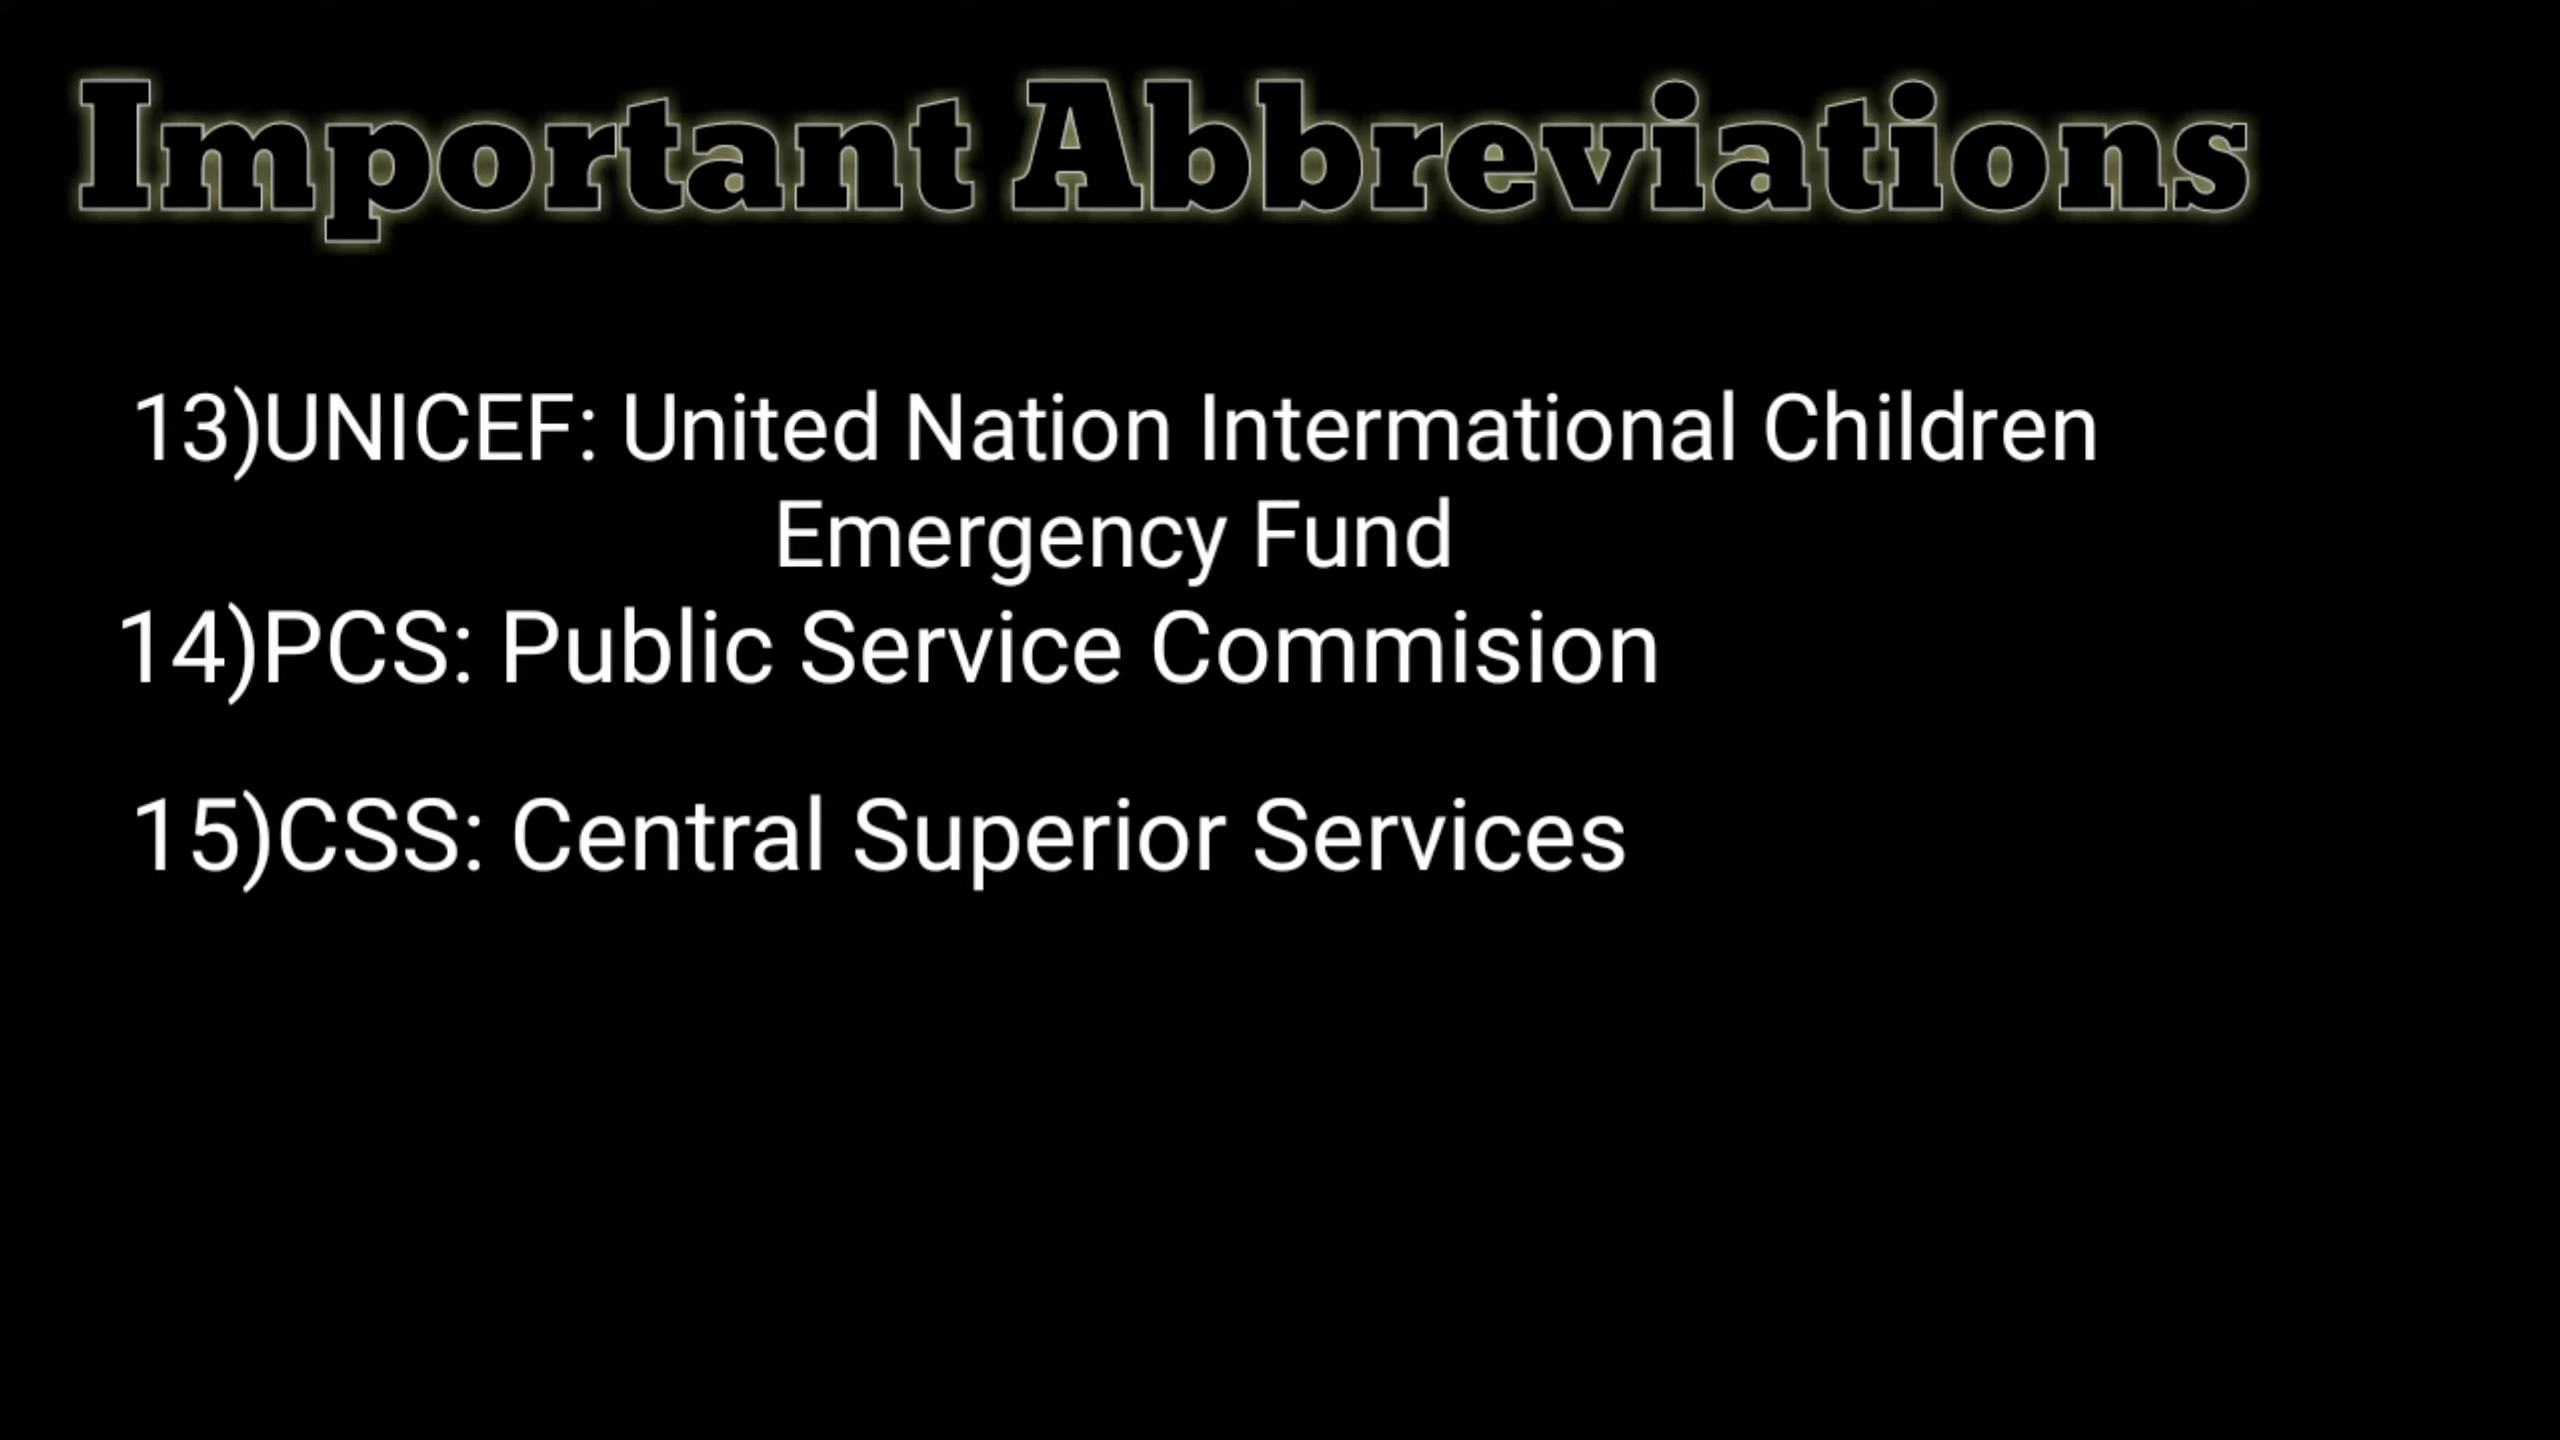 Important Abbreviations
13)UNICEF: United Nation Intermational Children
Emergency Fund
14)PCS: Public Service Commision
15)CSS: Central Superior Services